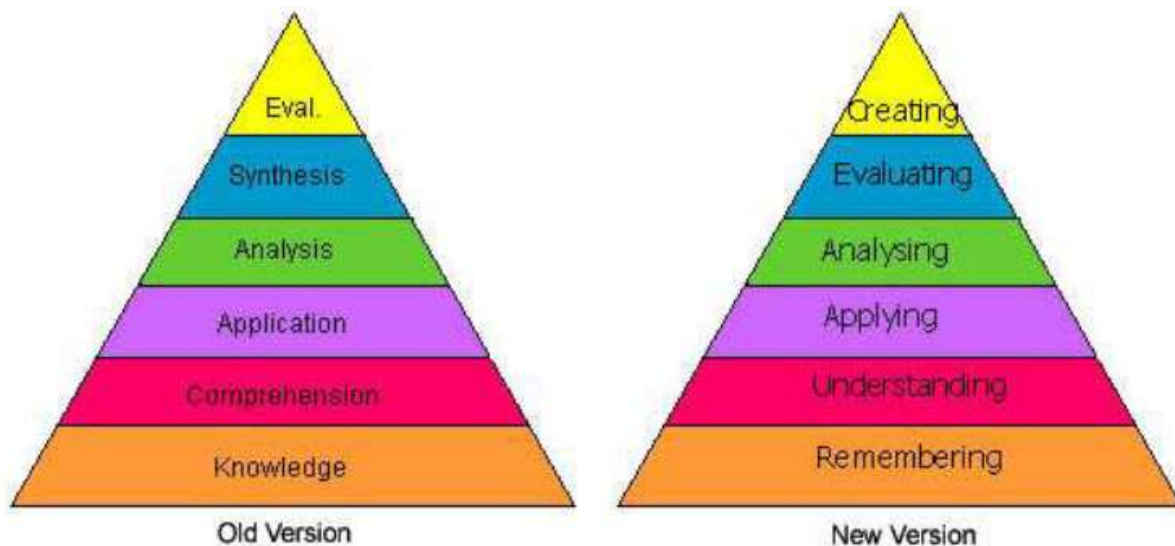 Eval.
Synthesis
Analysis
Application
Comprehension
Knowledge
Old Version
Creating
Evaluating
Analysing
Applying
Understanding
Remembering
New Version